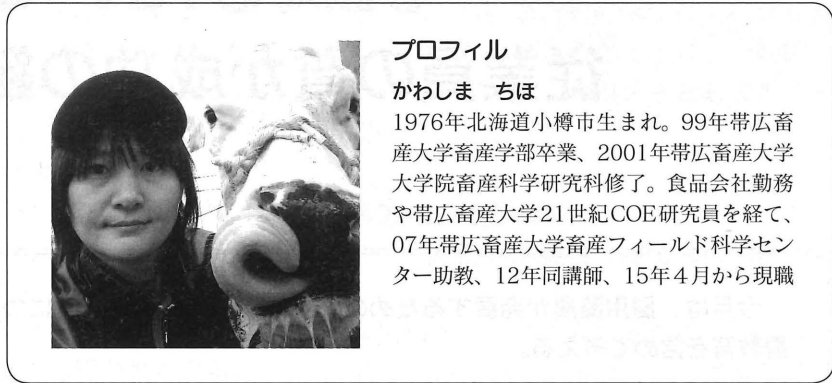 プロフィル
かわしま　ちほ
1976年北海道小樽市生まれ。99年帯広畜
産大学畜産学部卒業、2001年帯広畜産大学
大学院畜産科学研究科修了。食品会社勤務
や帯広畜産大学21世紀COE研究員を経て、
07年帯広畜産大学畜産フィールド科学セン
ター助教、12年同講師、15年４月から現職